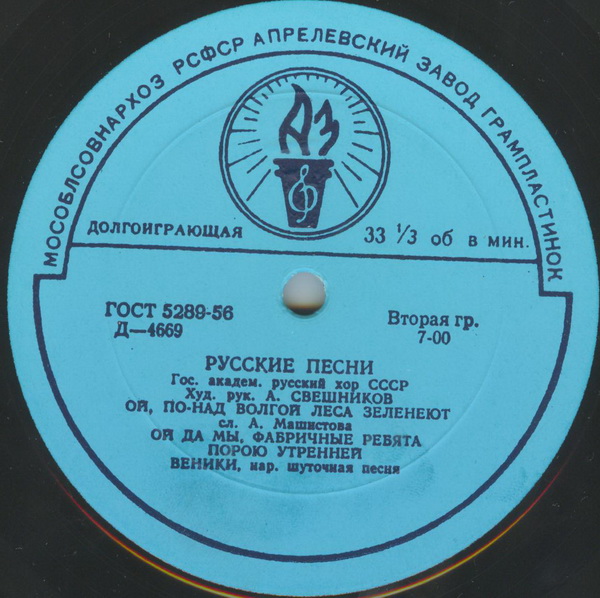 МОСОБЛСОВНАРХОЗ РСФСР АПРЕЛЕВСКИЙ ЗАВОД ГРАМПЛАСТИНОК
АЗ
ДОЛГОИГРАЮЩАЯ
33 1/3 об в мин.
ГОСТ 5289-56
Д—4669
Вторая гр.
7-00
РУССКИЕ ПЕСНИ
Гос. академ. русский хор СССР
Худ. рук. А. СВЕШНИКОВ
ОЙ, ПО-НАД ВОЛГОЙ ЛЕСА ЗЕЛЕНЕЮТ
сл. А. Машистова
ОЙ ДА МЫ, ФАБРИЧНЫЕ РЕБЯТА
ПОРОЮ УТРЕННЕЙ
ВЕНИКИ, нар. шуточная песня